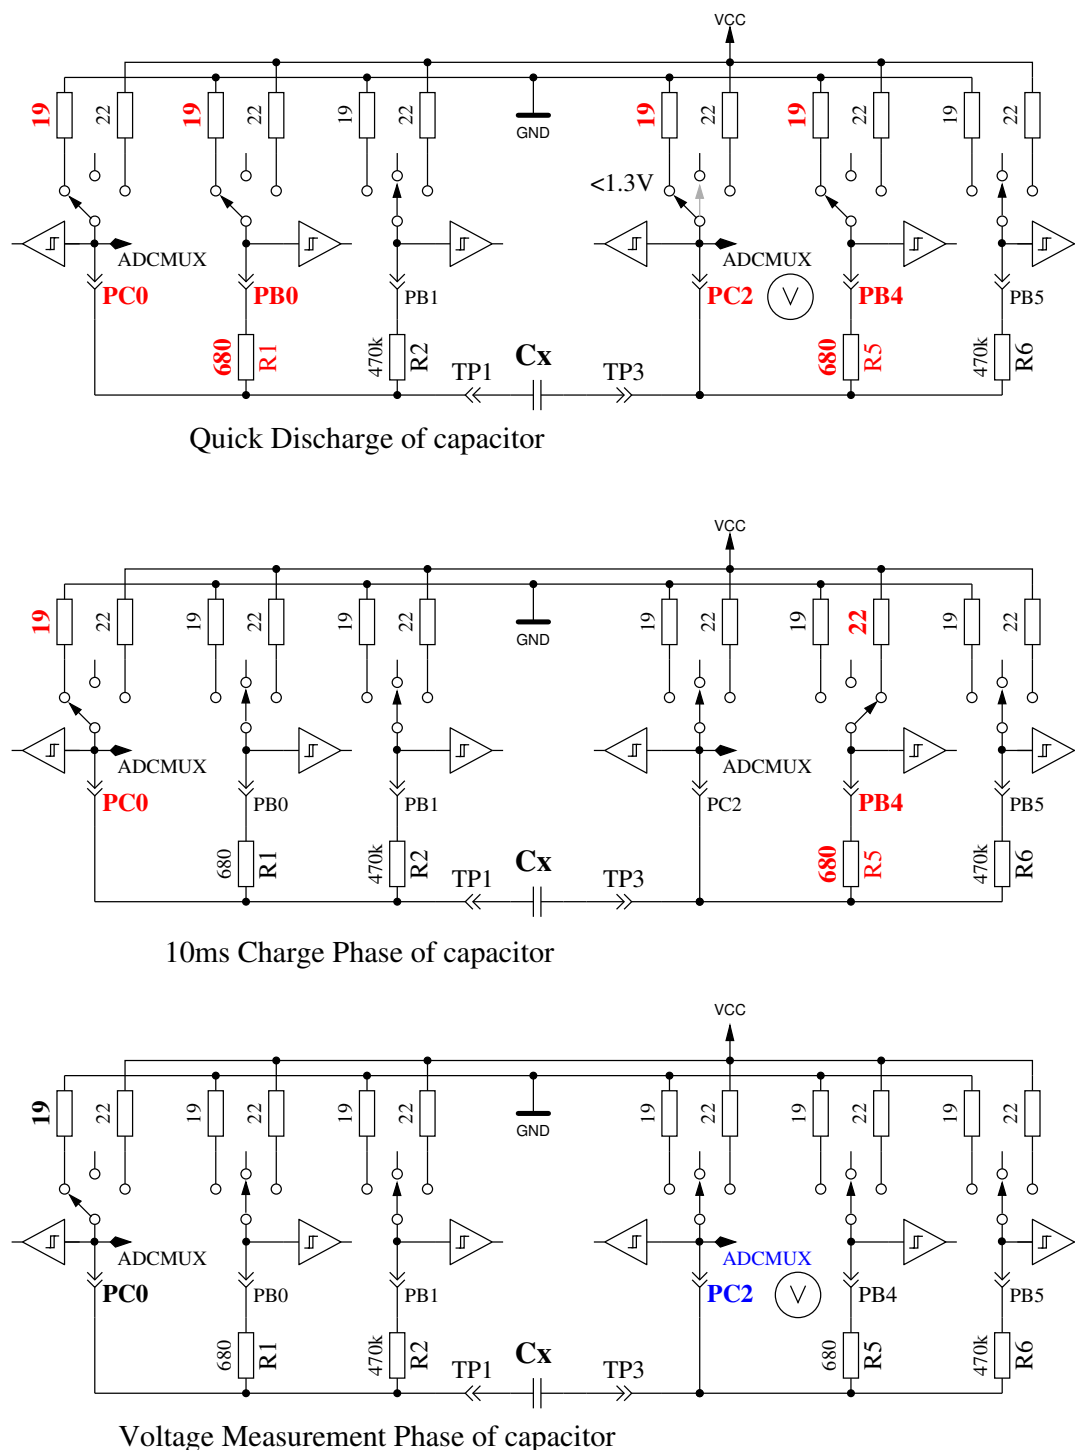 VCC
19 22 19 22 19 22 19 22 19 22 19 22
GND
<1.3V
ADCMUX ADCMUX
PC0 PB0 PB1 PC2 V PB4 PB5
680 R1 470k R2 680 R5 470k R6
TP1 Cx TP3
Quick Discharge of capacitor
VCC
19 22 19 22 19 22 19 22 19 22 19 22
GND
ADCMUX ADCMUX
PC0 PB0 PB1 PC2 PB4 PB5
680 R1 470k R2 680 R5 470k R6
TP1 Cx TP3
10ms Charge Phase of capacitor
VCC
19 22 19 22 19 22 19 22 19 22 19 22
GND
ADCMUX ADCMUX
PC0 PB0 PB1 PC2 V PB4 PB5
680 R1 470k R2 680 R5 470k R6
TP1 Cx TP3
Voltage Measurement Phase of capacitor